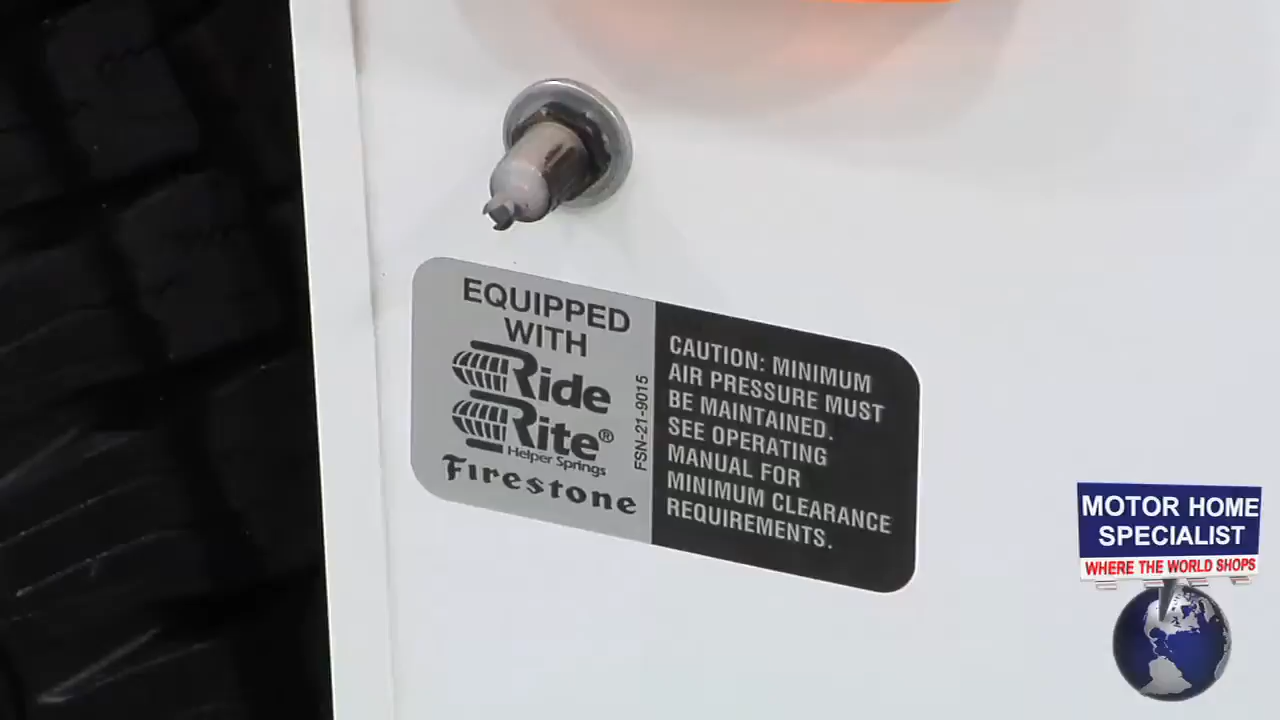 EQUIPPED
WITH
Ride
Rite®
Helper Springs
Firestone
FSN-21-9015
CAUTION: MINIMUM
AIR PRESSURE MUST
BE MAINTAINED.
SEE OPERATING
MANUAL FOR
MINIMUM CLEARANCE
REQUIREMENTS.
MOTOR HOME
SPECIALIST
WHERE THE WORLD SHOPS